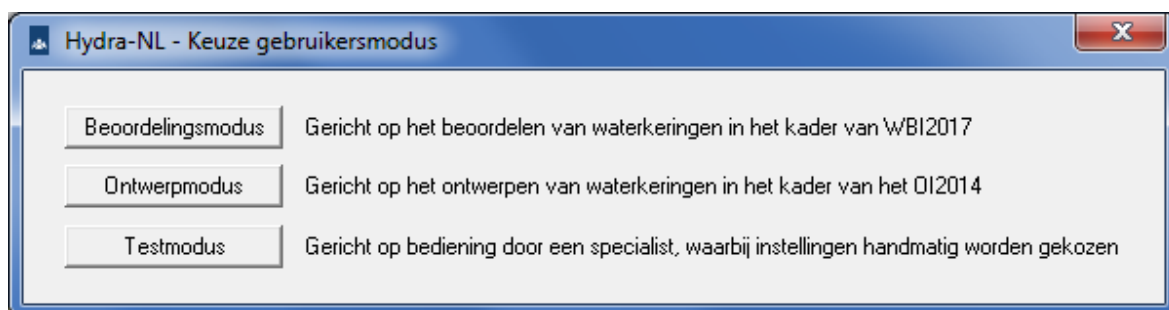 Hydra-NL - Keuze gebruikersmodus
Beoordelingsmodus Gericht op het beoordelen van waterkeringen in het kader van WBI2017
Ontwerpmodus Gericht op het ontwerpen van waterkeringen in het kader van het OI2014
Testmodus Gericht op bediening door een specialist, waarbij instellingen handmatig worden gekozen